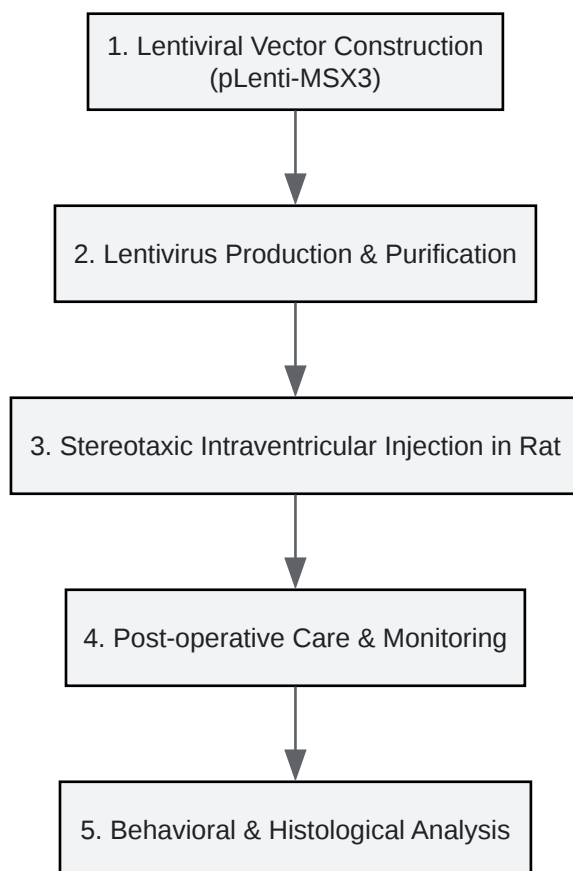 1. Lentiviral Vector Construction
(pLenti-MSX3)
2. Lentivirus Production & Purification
3. Stereotaxic Intraventricular Injection in Rat
4. Post-operative Care & Monitoring
5. Behavioral & Histological Analysis